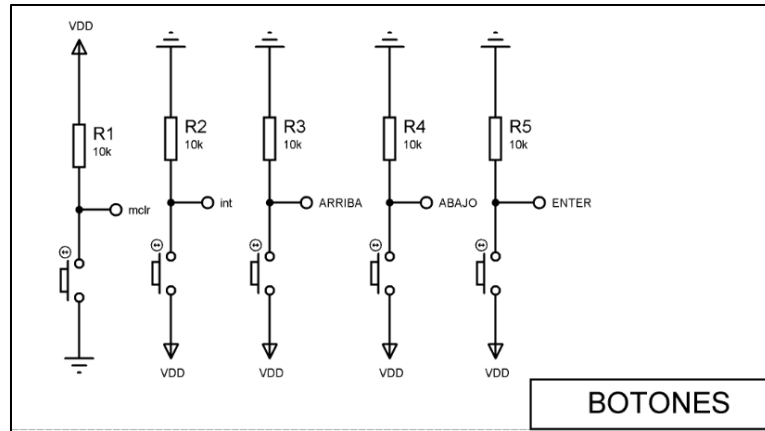 VDD
R1
10k
R2
10k
R3
10k
R4
10k
R5
10k
mclr
int
ARRIBA
ABAJO
ENTER
VDD
VDD
VDD
VDD
BOTONES